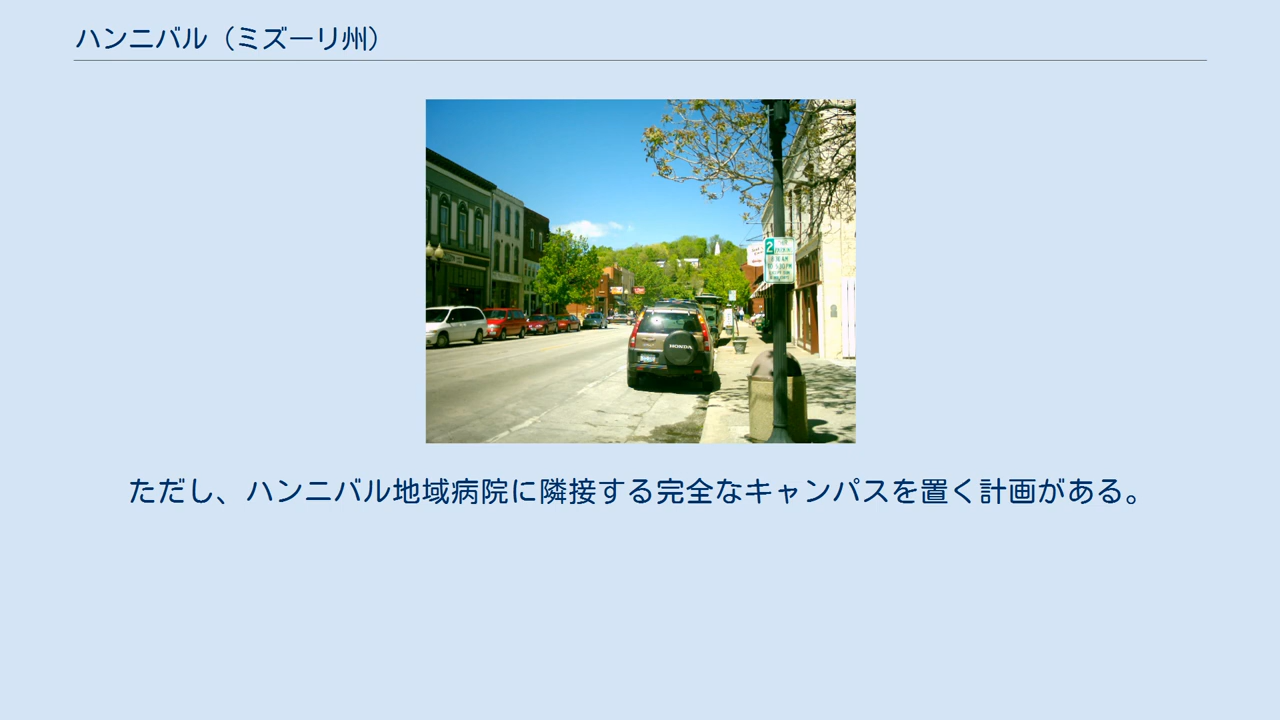 ハンニバル（ミズーリ州）
2
HONDA
ただし、ハンニバル地域病院に隣接する完全なキャンパスを置く計画がある。